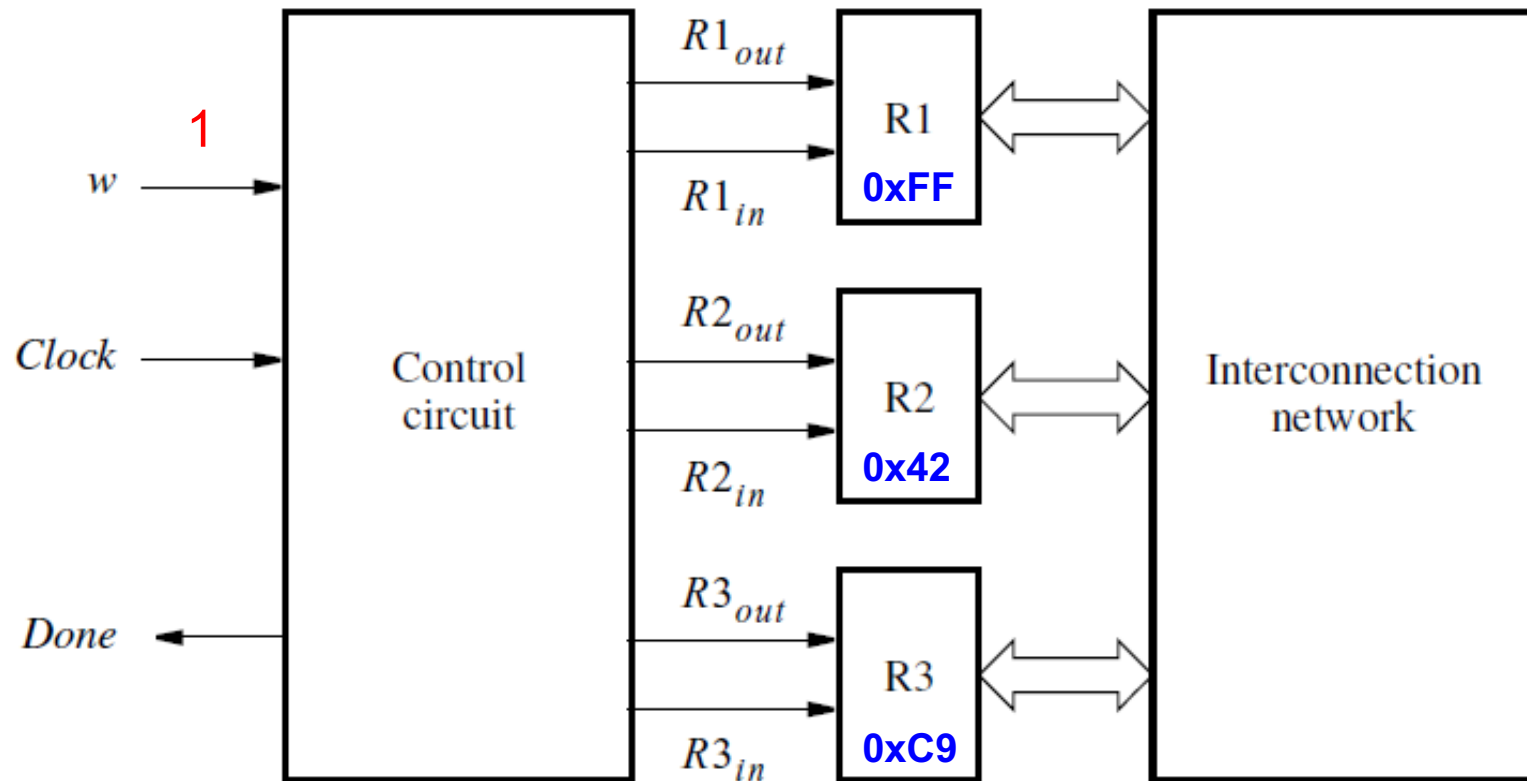 1
w
Clock
Done
Control
circuit
R1out
R1in
R2out
R2in
R3out
R3in
R1
0xFF
R2
0x42
R3
0xC9
Interconnection
network